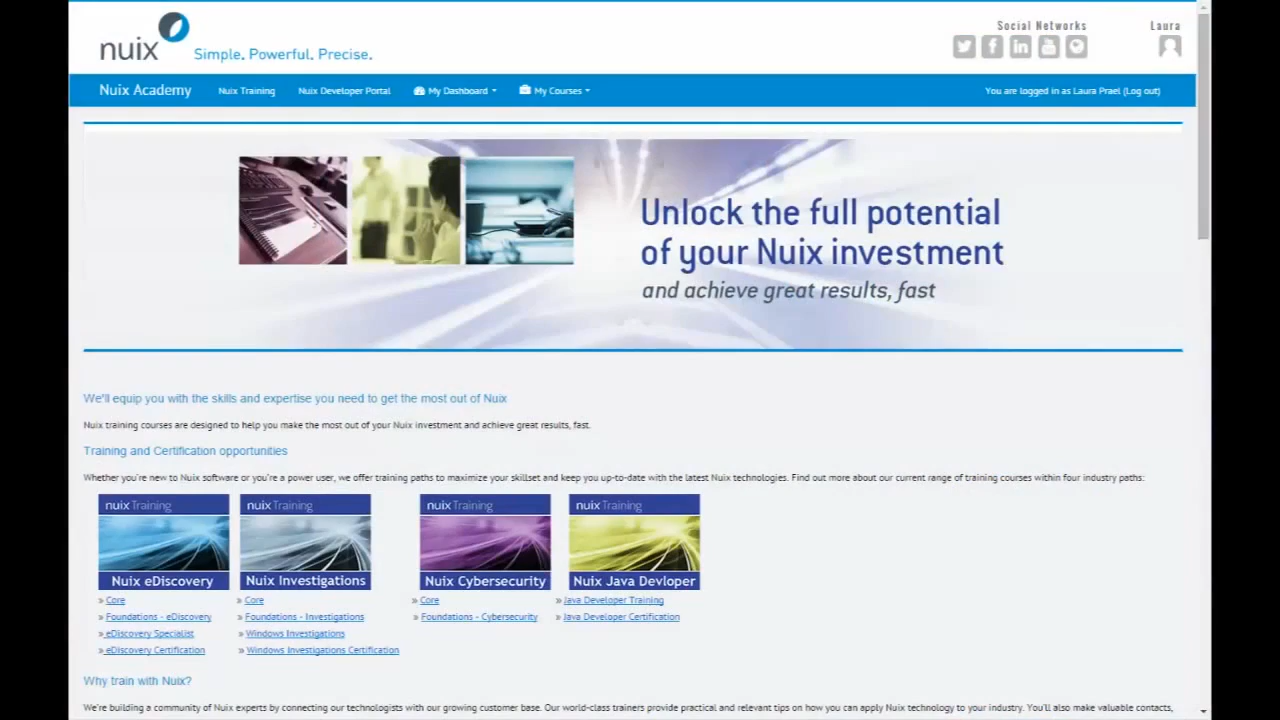 Social Networks
Laura
nuix
Simple. Powerful. Precise.
Nuix Academy
Nuix Training
Nuix Developer Portal
My Dashboard
My Courses
You are logged in as Laura Prael (Log out)
Unlock the full potential
of your Nuix investment
and achieve great results, fast
We'll equip you with the skills and expertise you need to get the most out of Nuix
Nuix training courses are designed to help you make the most out of your Nuix investment and achieve great results, fast.
Training and Certification opportunities
Whether you're new to Nuix software or you're a power user, we offer training paths to maximize your skillset and keep you up-to-date with the latest Nuix technologies. Find out more about our current range of training courses within four industry paths:
nuix Training
Nuix eDiscovery
» Core
» Foundations - eDiscovery
» eDiscovery Specialist
» eDiscovery Certification
nuix Training
Nuix Investigations
» Core
» Foundations - Investigations
» Windows Investigations
» Windows Investigations Certification
nuix Training
Nuix Cybersecurity
» Core
» Foundations - Cybersecurity
nuix Training
Nuix Java Devloper
» Java Developer Training
» Java Developer Certification
Why train with Nuix?
We're building a community of Nuix experts by connecting our technologists with our growing customer base. Our world-class trainers provide practical and relevant tips on how you can apply Nuix technology to your industry. You'll also make valuable contacts,